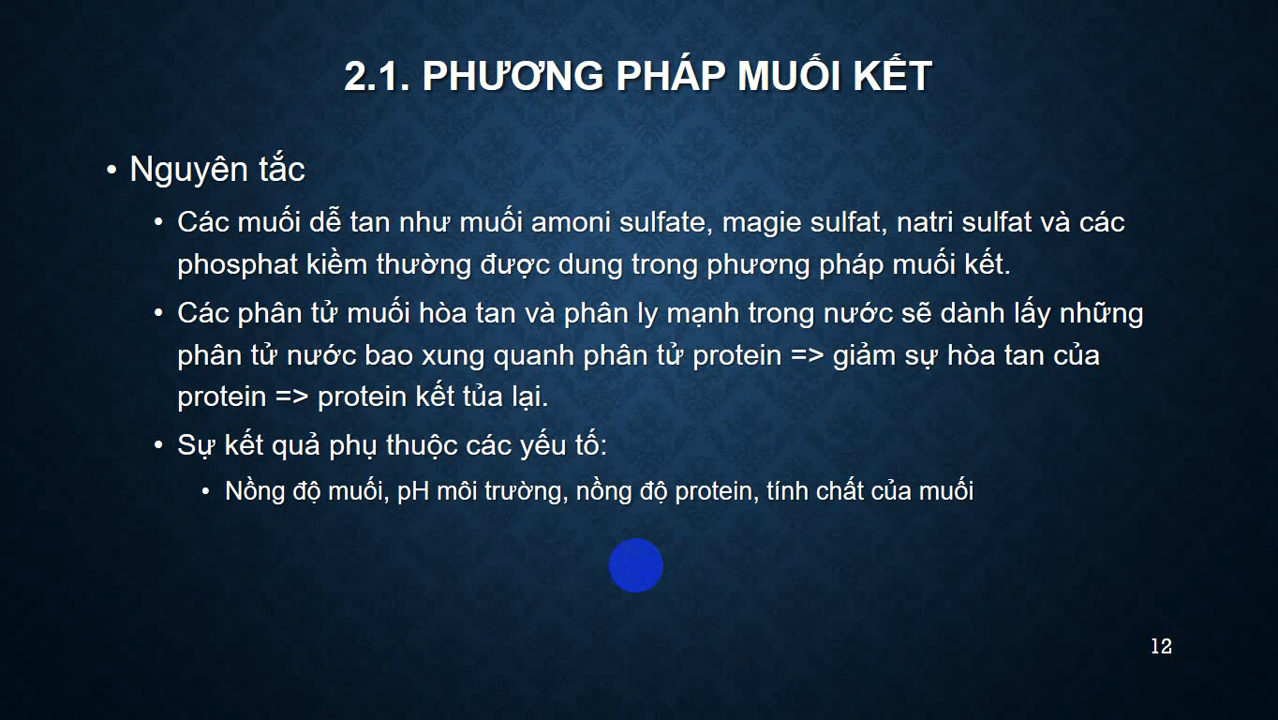 2.1. PHƯƠNG PHÁP MUỐI KẾT
• Nguyên tắc
• Các muối dễ tan như muối amoni sulfate, magie sulfat, natri sulfat và các
phosphat kiềm thường được dung trong phương pháp muối kết.
• Các phân tử muối hòa tan và phân ly mạnh trong nước sẽ dành lấy những
phân tử nước bao xung quanh phân tử protein => giảm sự hòa tan của
protein => protein kết tủa lại.
• Sự kết quả phụ thuộc các yếu tố:
• Nồng độ muối, pH môi trường, nồng độ protein, tính chất của muối
12